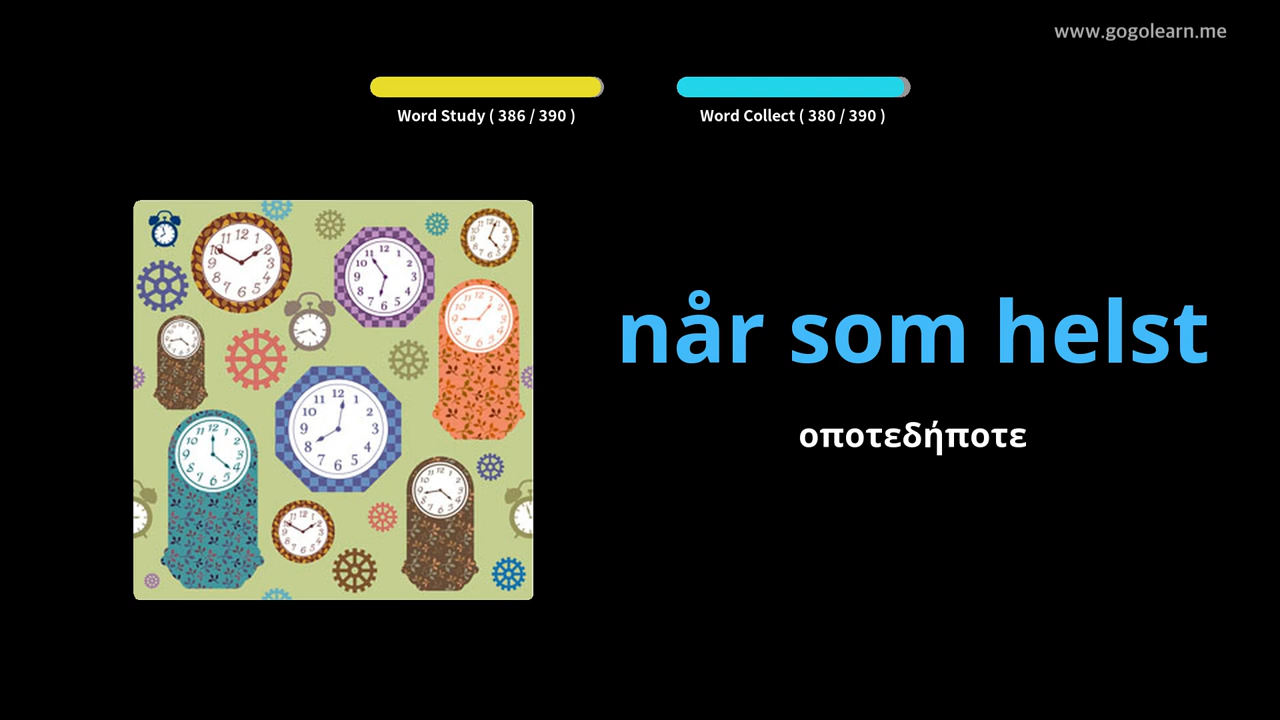 www.gogolearn.me
Word Study ( 386 / 390 )
Word Collect ( 380 / 390 )
når som helst
οποτεδήποτε